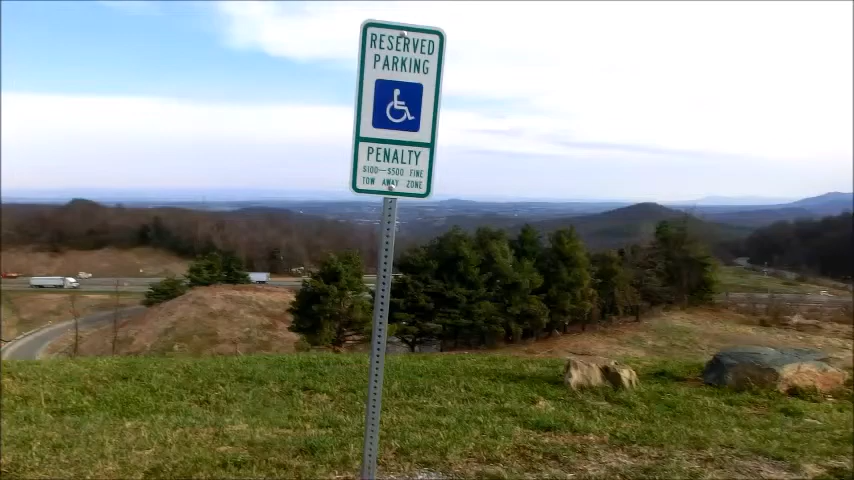 RESERVED
PARKING
PENALTY
$100—$500 FINE
TOW AWAY ZONE